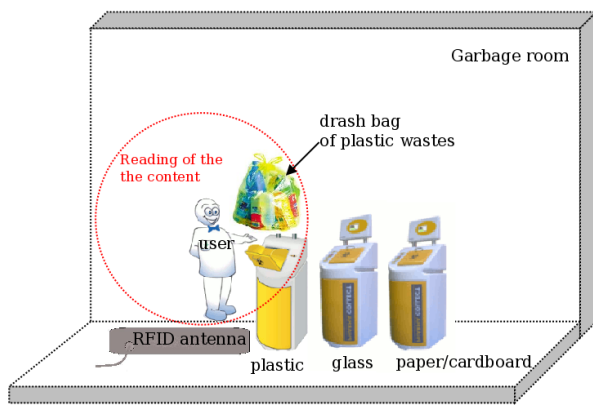 Garbage room
drash bag
of plastic wastes
Reading of the
the content
user
RFID antenna
plastic
glass
paper/cardboard